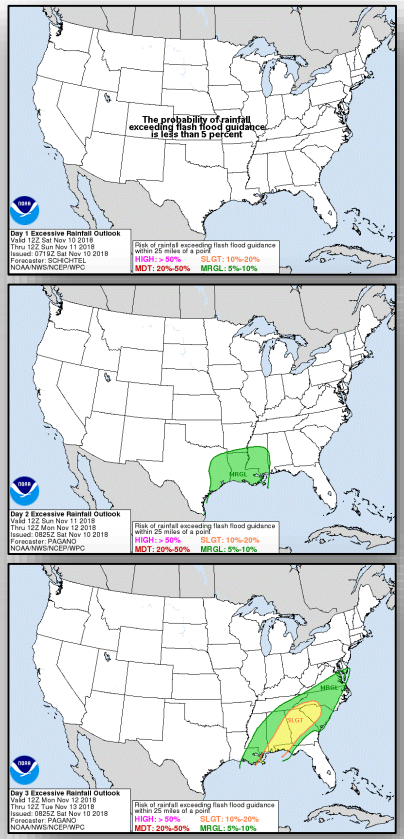 The probability of rainfall
exceeding flash flood guidance
is less than 5 percent
NOAA
Day 1 Excessive Rainfall Outlook
Valid 12Z Sat Nov 10 2018
Thru 12Z Sun Nov 11 2018
Issued: 0719Z Sat Nov 10 2018
Forecaster: SCHICHTEL
NOAA/NWS/NCEP/WPC
Risk of rainfall exceeding flash flood guidance
within 25 miles of a point
HIGH: > 50% SLGT: 10%-20%
MDT: 20%-50% MRGL: 5%-10%
MRGL
NOAA
Day 2 Excessive Rainfall Outlook
Valid 12Z Sun Nov 11 2018
Thru 12Z Mon Nov 12 2018
Issued: 0825Z Sat Nov 10 2018
Forecaster: PAGANO
NOAA/NWS/NCEP/WPC
Risk of rainfall exceeding flash flood guidance
within 25 miles of a point
HIGH: > 50% SLGT: 10%-20%
MDT: 20%-50% MRGL: 5%-10%
MRGL
SLGT
NOAA
Day 3 Excessive Rainfall Outlook
Valid 12Z Mon Nov 12 2018
Thru 12Z Tue Nov 13 2018
Issued: 0825Z Sat Nov 10 2018
Forecaster: PAGANO
NOAA/NWS/NCEP/WPC
Risk of rainfall exceeding flash flood guidance
within 25 miles of a point
HIGH: > 50% SLGT: 10%-20%
MDT: 20%-50% MRGL: 5%-10%